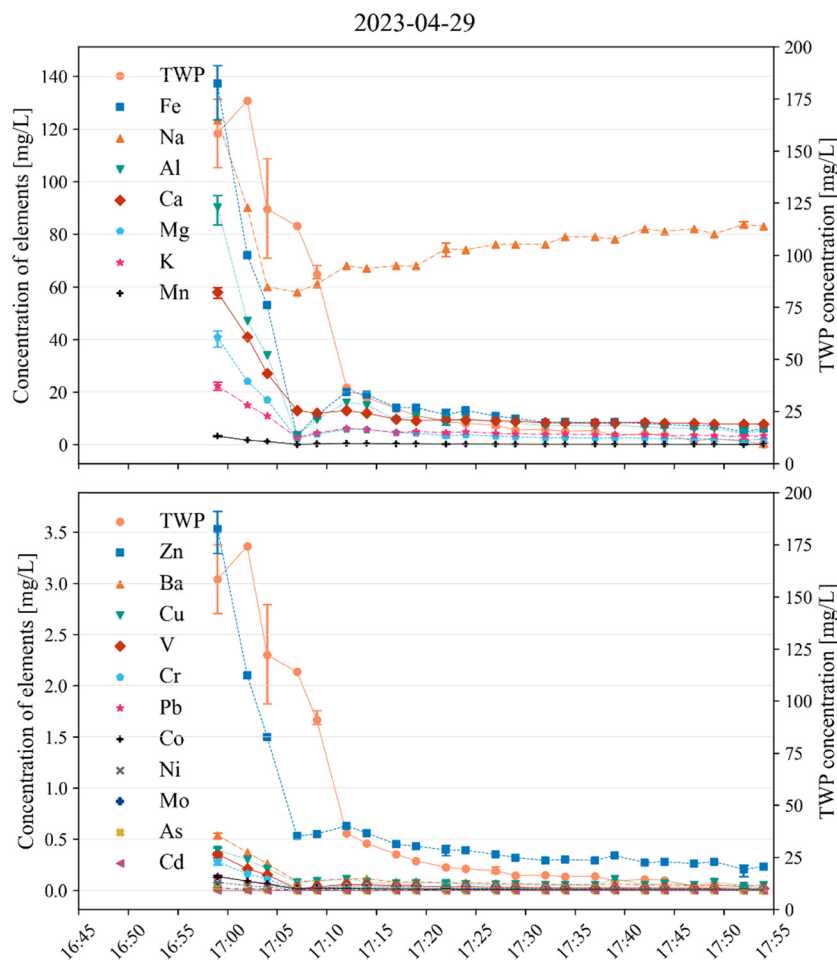 2023-04-29
Concentration of elements [mg/L]
140
120
100
80
60
40
20
0
TWP
Fe
Na
Al
Ca
Mg
K
Mn
200
175
150
125
100
75
50
25
0
TWP concentration [mg/L]
Concentration of elements [mg/L]
3.5
3.0
2.5
2.0
1.5
1.0
0.5
0.0
TWP
Zn
Ba
Cu
V
Cr
Pb
Co
Ni
Mo
As
Cd
200
175
150
125
100
75
50
25
0
TWP concentration [mg/L]
16:45
16:50
16:55
17:00
17:05
17:10
17:15
17:20
17:25
17:30
17:35
17:40
17:45
17:50
17:55